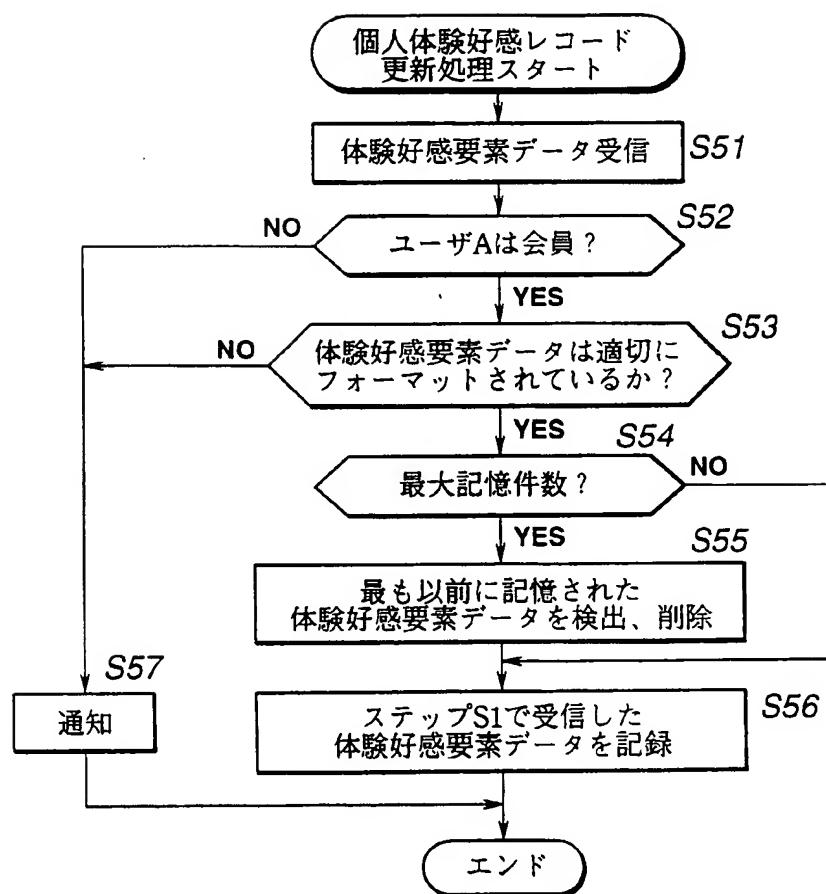 個人体験好感レコード
更新処理スタート
体験好感要素データ受信
S51
S52
NO
ユーザAは会員？
YES
S53
NO
体験好感要素データは適切に
フォーマットされているか？
YES
S54
NO
最大記憶件数？
YES
S55
最も以前に記憶された
体験好感要素データを検出、削除
S57
通知
S56
ステップS1で受信した
体験好感要素データを記録
エンド